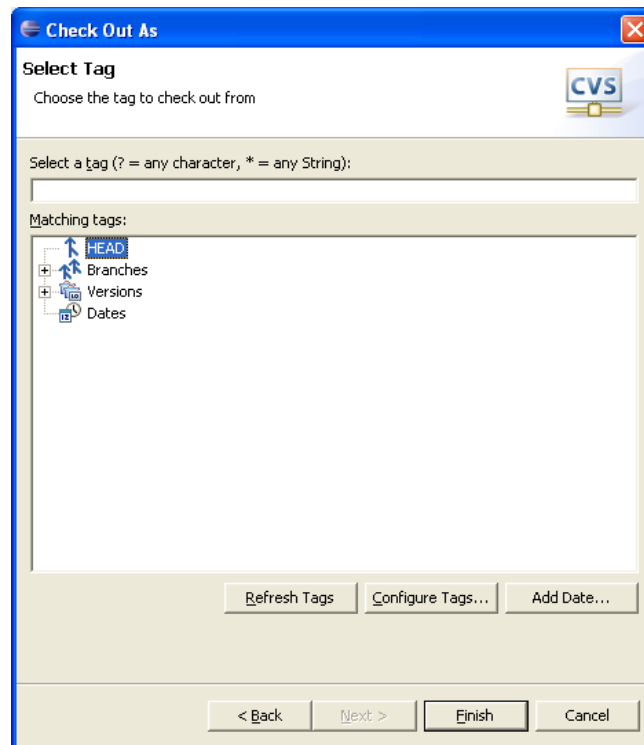 Check Out As
Select Tag
Choose the tag to check out from
CVS
Select a tag (? = any character, * = any String):
Matching tags:
HEAD
Branches
Versions
Dates
Refresh Tags Configure Tags... Add Date...
< Back Next > Finish Cancel